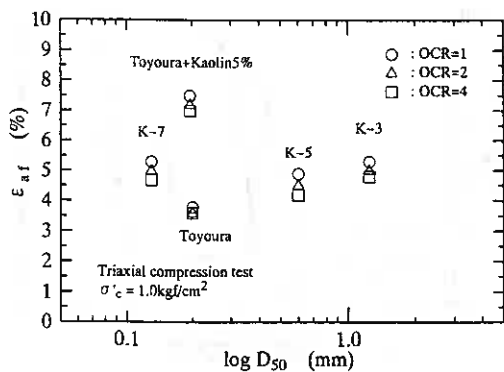 10
9
8
7
6
5
4
3
2
1
0
ε a.f (%)
Toyoura+Kaolin5%
: OCR=1
: OCR=2
: OCR=4
K-7
K-5
K-3
Toyoura
Triaxial compression test
σ'c = 1.0kgf/cm²
0.1
1.0
log D50 (mm)